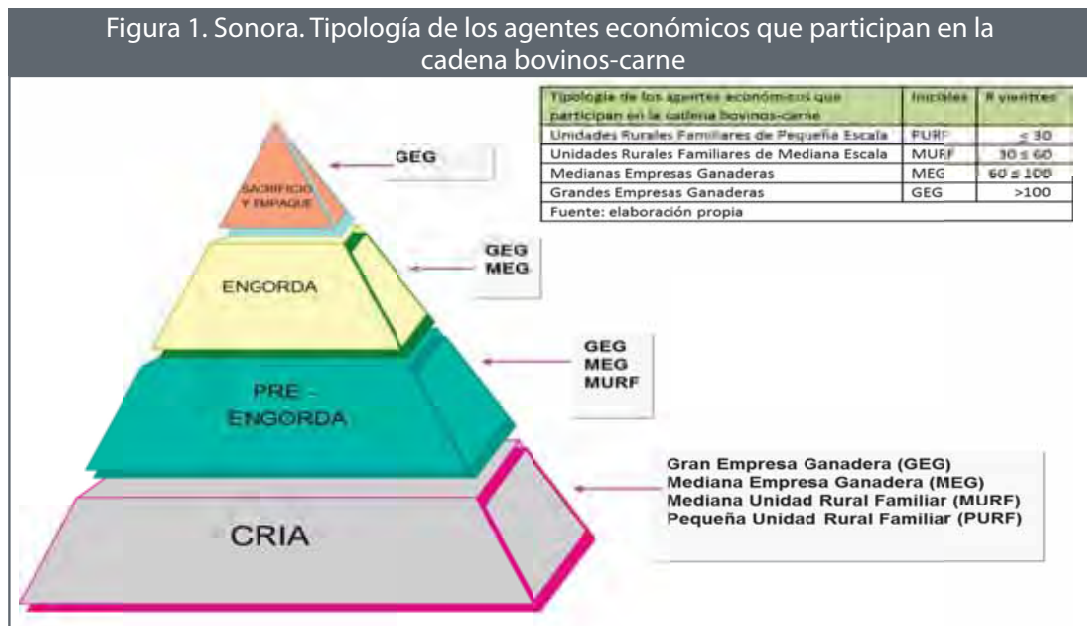 Figura 1. Sonora. Tipología de los agentes económicos que participan en la
cadena bovinos-carne
Tipología de los agentes económicos que
participan en la cadena bovinos-carne
Iniciales
# vientres
Unidades Rurales Familiares de Pequeña Escala PURF ≤ 30
Unidades Rurales Familiares de Mediana Escala MURF 30 ≤ 60
Medianas Empresas Ganaderas MEG 60 ≤ 100
Grandes Empresas Ganaderas GEG >100
Fuente: elaboración propia
GEG
SACRIFICIO
Y EMPAQUE
GEG
MEG
ENGORDA
GEG
MEG
MURF
PRE -
ENGORDA
Gran Empresa Ganadera (GEG)
Mediana Empresa Ganadera (MEG)
Mediana Unidad Rural Familiar (MURF)
Pequeña Unidad Rural Familiar (PURF)
CRIA